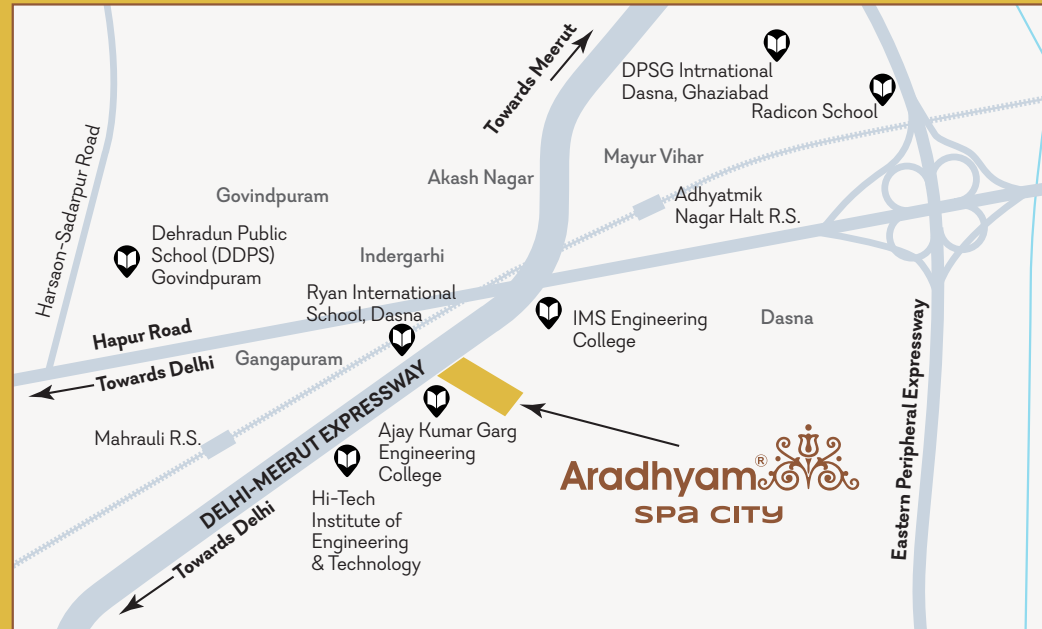 Towards Meerut
DPSG Intrnational
Dasna, Ghaziabad
Radicon School
Harsaon-Sadarpur Road
Govindpuram
Akash Nagar
Mayur Vihar
Adhyatmik
Nagar Halt R.S.
Dehradun Public
School (DDPS)
Govindpuram
Indergarhi
Ryan International
School, Dasna
Hapur Road
Towards Delhi
Gangapuram
IMS Engineering
College
Dasna
DELHI-MEERUT EXPRESSWAY
Towards Delhi
Mahrauli R.S.
Ajay Kumar Garg
Engineering
College
Hi-Tech
Institute of
Engineering
& Technology
Aradhyam®
SPA CITY
Eastern Peripheral Expressway